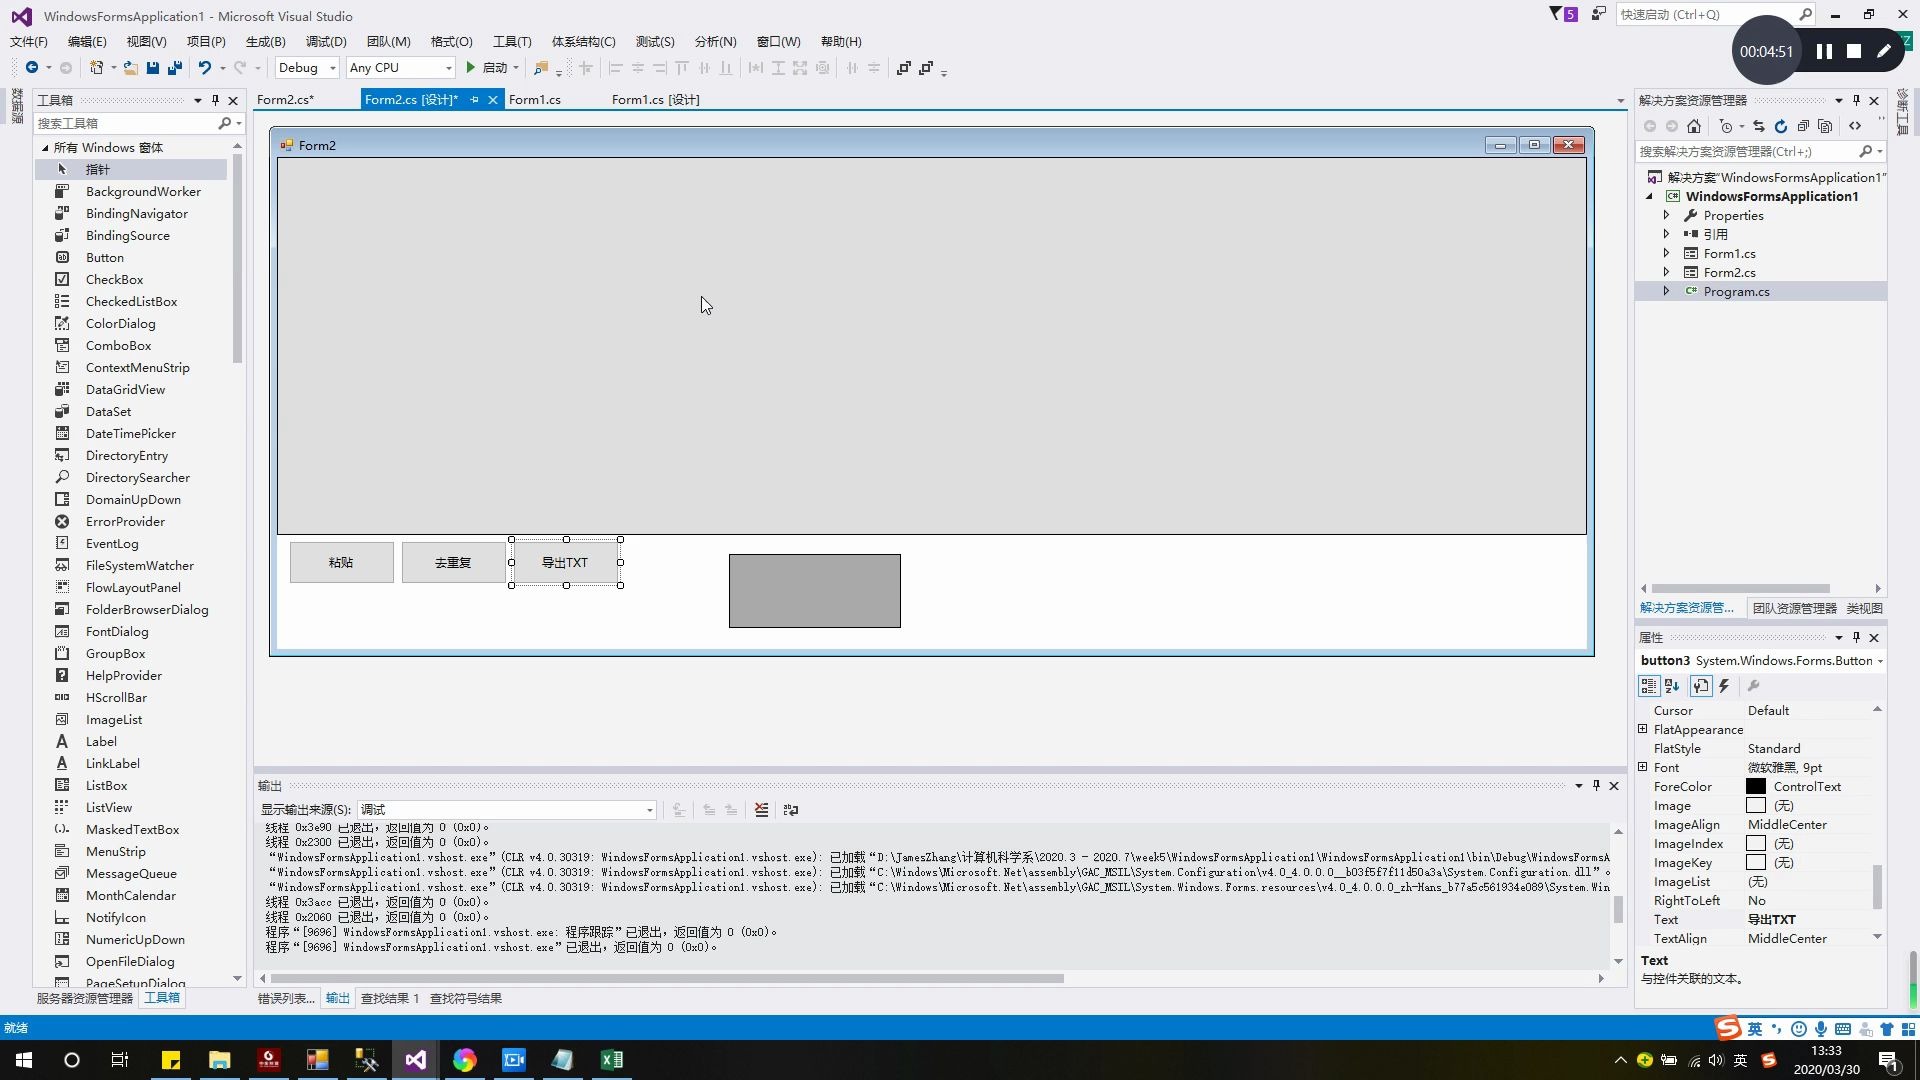 WindowsFormsApplication1 - Microsoft Visual Studio
5
快速启动 (Ctrl+Q)
文件(F) 编辑(E) 视图(V) 项目(P) 生成(B) 调试(D) 团队(M) 格式(O) 工具(T) 体系结构(C) 测试(S) 分析(N) 窗口(W) 帮助(H)
00:04:51
Debug Any CPU 启动
数据源
工具箱
搜索工具箱
所有 Windows 窗体
指针
BackgroundWorker
BindingNavigator
BindingSource
Button
CheckBox
CheckedListBox
ColorDialog
ComboBox
ContextMenuStrip
DataGridView
DataSet
DateTimePicker
DirectoryEntry
DirectorySearcher
DomainUpDown
ErrorProvider
EventLog
FileSystemWatcher
FlowLayoutPanel
FolderBrowserDialog
FontDialog
GroupBox
HelpProvider
HScrollBar
ImageList
Label
LinkLabel
ListBox
ListView
MaskedTextBox
MenuStrip
MessageQueue
MonthCalendar
NotifyIcon
NumericUpDown
OpenFileDialog
PageSetupDialog
服务器资源管理器 工具箱
Form2.cs* Form2.cs [设计]* Form1.cs Form1.cs [设计]
Form2
粘贴 去重复 导出TXT
输出
显示输出来源(S): 调试
线程 0x3e90 已退出，返回值为 0 (0x0)。
线程 0x2300 已退出，返回值为 0 (0x0)。
“WindowsFormsApplication1.vshost.exe”(CLR v4.0.30319: WindowsFormsApplication1.vshost.exe): 已加载“D:\JamesZhang\计算机科学系\2020.3 - 2020.7\week5\WindowsFormsApplication1\WindowsFormsApplication1\bin\Debug\WindowsFormsA
“WindowsFormsApplication1.vshost.exe”(CLR v4.0.30319: WindowsFormsApplication1.vshost.exe): 已加载“C:\Windows\Microsoft.Net\assembly\GAC_MSIL\System.Configuration\v4.0_4.0.0.0__b03f5f7f11d50a3a\System.Configuration.dll”。
“WindowsFormsApplication1.vshost.exe”(CLR v4.0.30319: WindowsFormsApplication1.vshost.exe): 已加载“C:\Windows\Microsoft.Net\assembly\GAC_MSIL\System.Windows.Forms.resources\v4.0_4.0.0.0_zh-Hans_b77a5c561934e089\System.Win
线程 0x3acc 已退出，返回值为 0 (0x0)。
线程 0x2060 已退出，返回值为 0 (0x0)。
程序“[9696] WindowsFormsApplication1.vshost.exe: 程序跟踪”已退出，返回值为 0 (0x0)。
程序“[9696] WindowsFormsApplication1.vshost.exe”已退出，返回值为 0 (0x0)。
错误列表... 输出 查找结果 1 查找符号结果
解决方案资源管理器
搜索解决方案资源管理器(Ctrl+;)
解决方案“WindowsFormsApplication1”
WindowsFormsApplication1
Properties
引用
Form1.cs
Form2.cs
Program.cs
解决方案资源管... 团队资源管理器 类视图
诊断工具
属性
button3 System.Windows.Forms.Button
Cursor Default
FlatAppearance
FlatStyle Standard
Font 微软雅黑, 9pt
ForeColor ControlText
Image (无)
ImageAlign MiddleCenter
ImageIndex (无)
ImageKey (无)
ImageList (无)
RightToLeft No
Text 导出TXT
TextAlign MiddleCenter
Text
与控件关联的文本。
就绪
英
英
13:33
2020/03/30
1